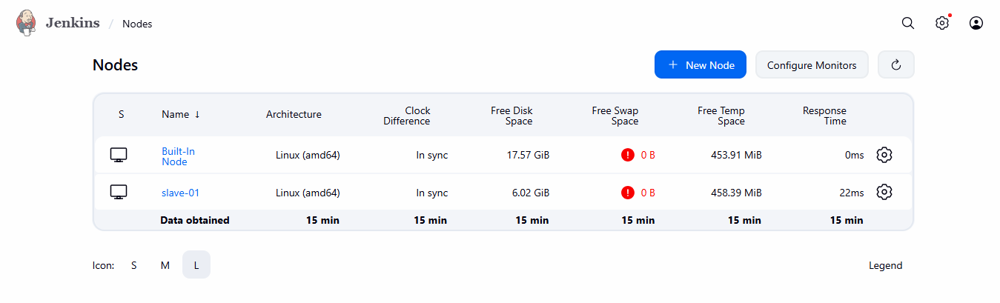 Jenkins / Nodes
Nodes
+ New Node Configure Monitors
S Name ↓ Architecture Clock Difference Free Disk Space Free Swap Space Free Temp Space Response Time
Built-In Node Linux (amd64) In sync 17.57 GiB 0 B 453.91 MiB 0ms
slave-01 Linux (amd64) In sync 6.02 GiB 0 B 458.39 MiB 22ms
Data obtained 15 min 15 min 15 min 15 min 15 min 15 min
Icon: S M L Legend